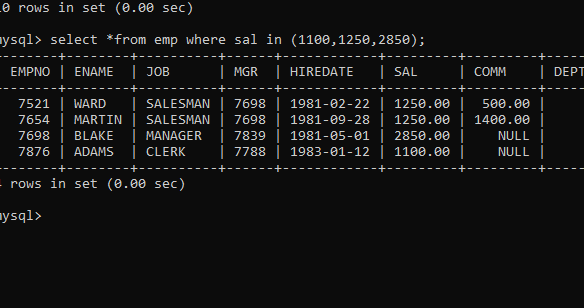 10 rows in set (0.00 sec)
mysql> select *from emp where sal in (1100,1250,2850);
EMPNO | ENAME | JOB | MGR | HIREDATE | SAL | COMM | DEPT
7521 | WARD | SALESMAN | 7698 | 1981-02-22 | 1250.00 | 500.00 |
7654 | MARTIN | SALESMAN | 7698 | 1981-09-28 | 1250.00 | 1400.00 |
7698 | BLAKE | MANAGER | 7839 | 1981-05-01 | 2850.00 | NULL |
7876 | ADAMS | CLERK | 7788 | 1983-01-12 | 1100.00 | NULL |
rows in set (0.00 sec)
mysql>